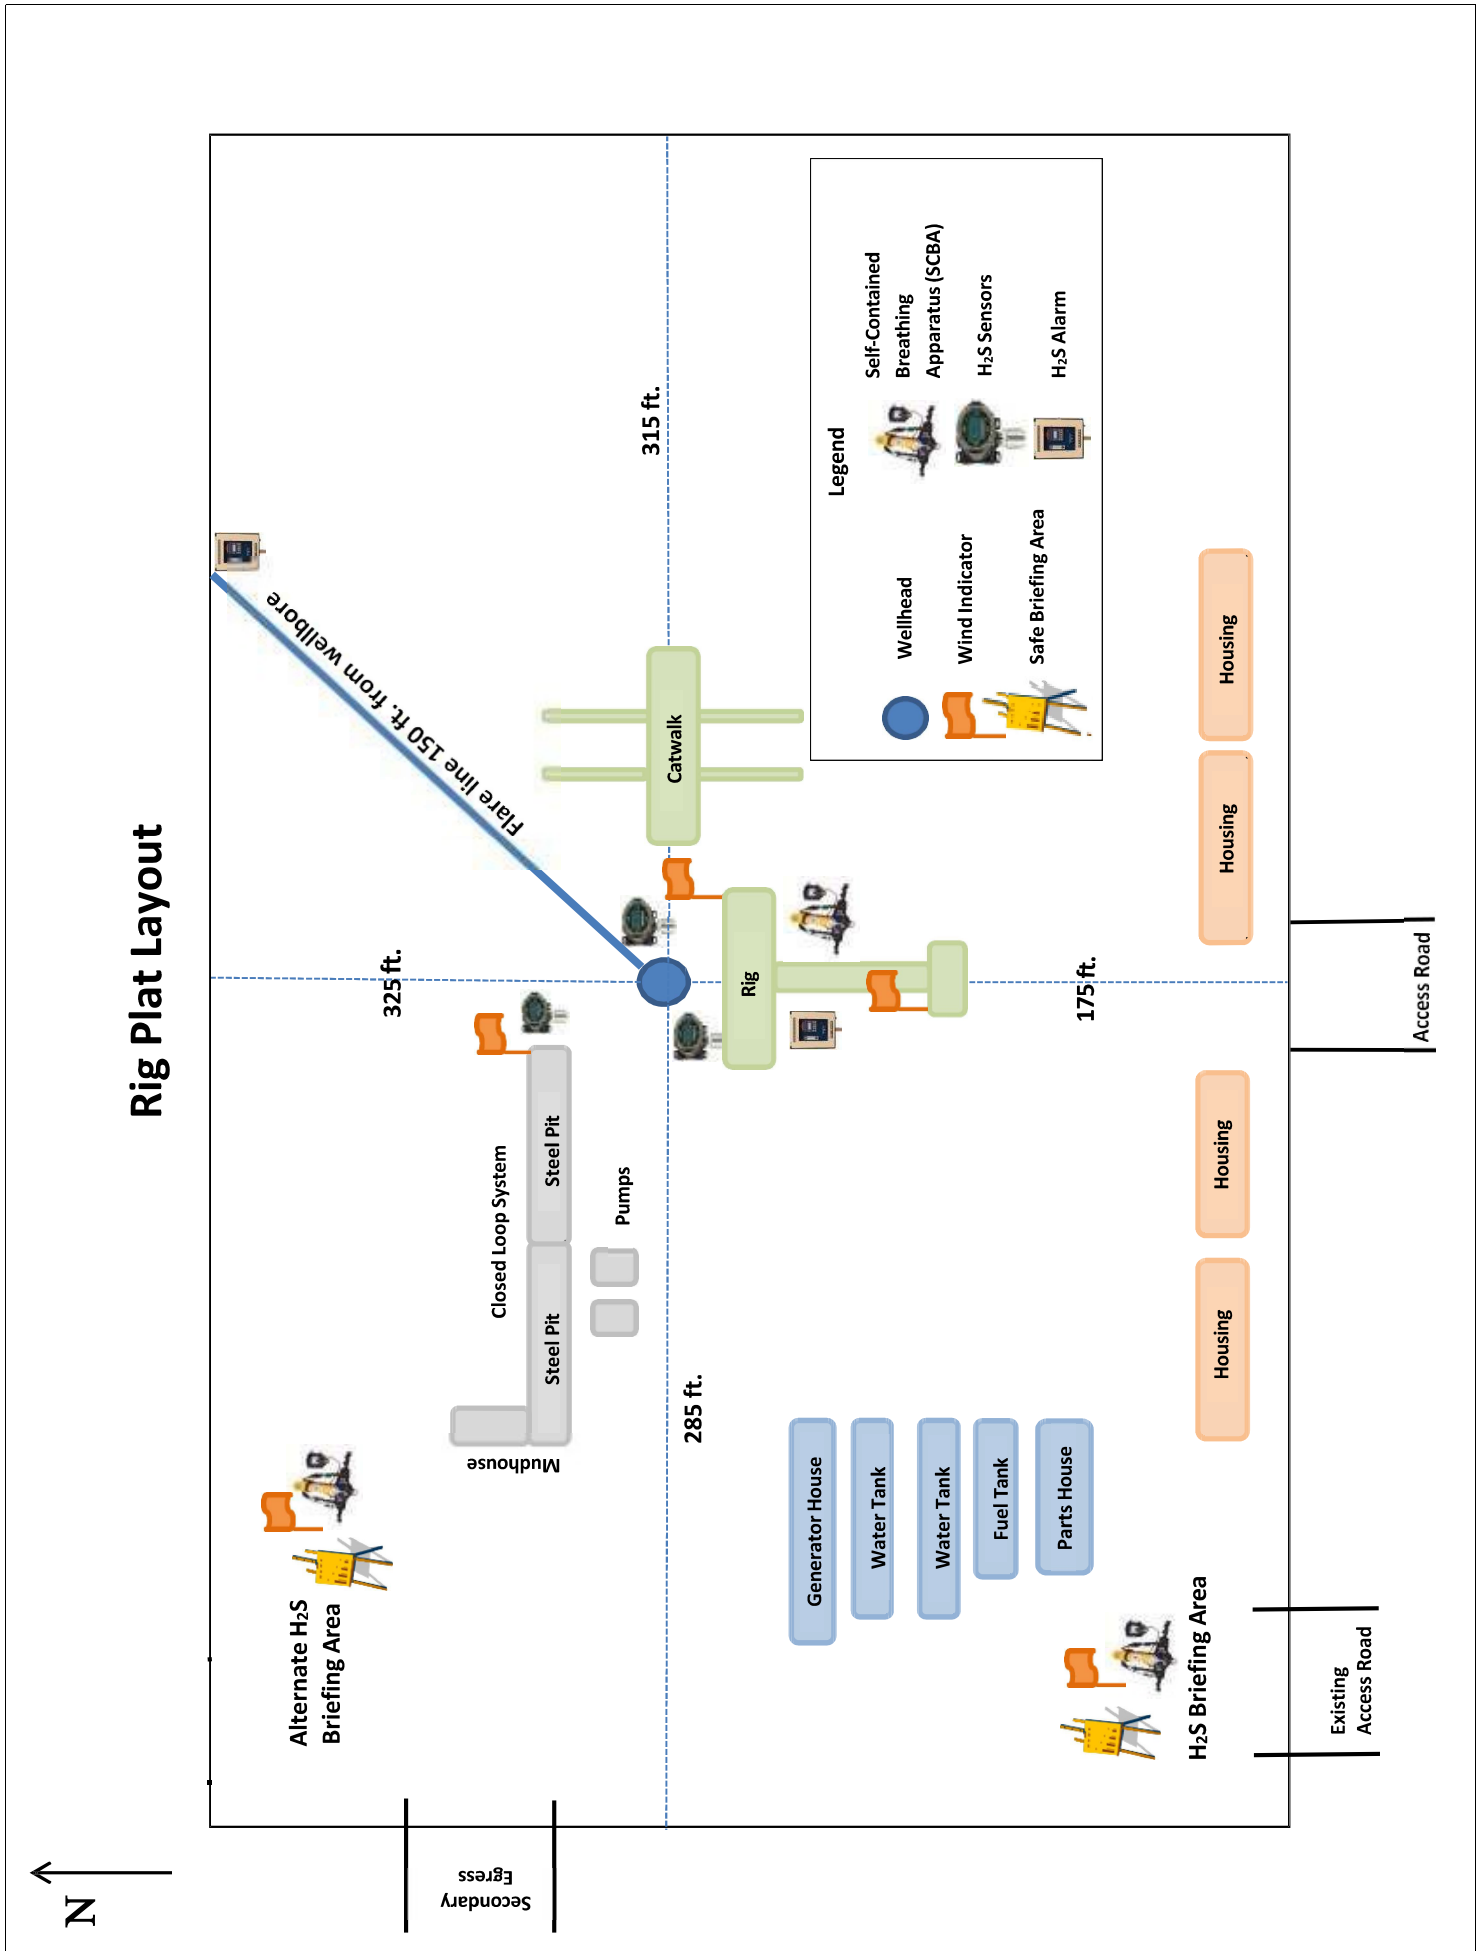 Rig Plat Layout
N
Secondary
Egress
Alternate H₂S
Briefing Area
Mudhouse
Closed Loop System
Steel Pit
Steel Pit
Pumps
325 ft.
Flare line 150 ft. from wellbore
285 ft.
315 ft.
Rig
Catwalk
175 ft.
Generator House
Water Tank
Water Tank
Fuel Tank
Parts House
H₂S Briefing Area
Legend
Wellhead
Wind Indicator
Safe Briefing Area
Self-Contained
Breathing
Apparatus (SCBA)
H₂S Sensors
H₂S Alarm
Housing
Housing
Housing
Housing
Existing
Access Road
Access Road